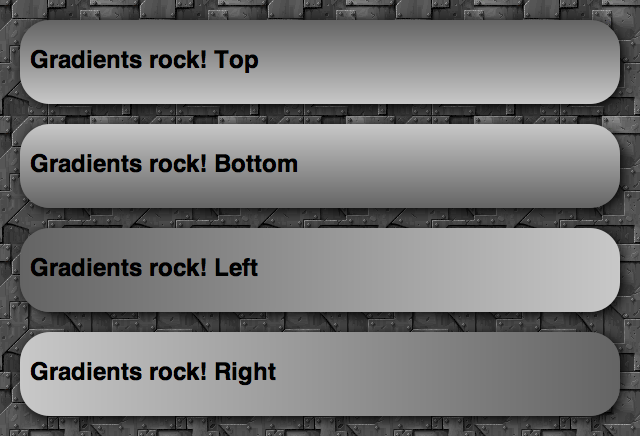 Gradients rock! Top
Gradients rock! Bottom
Gradients rock! Left
Gradients rock! Right